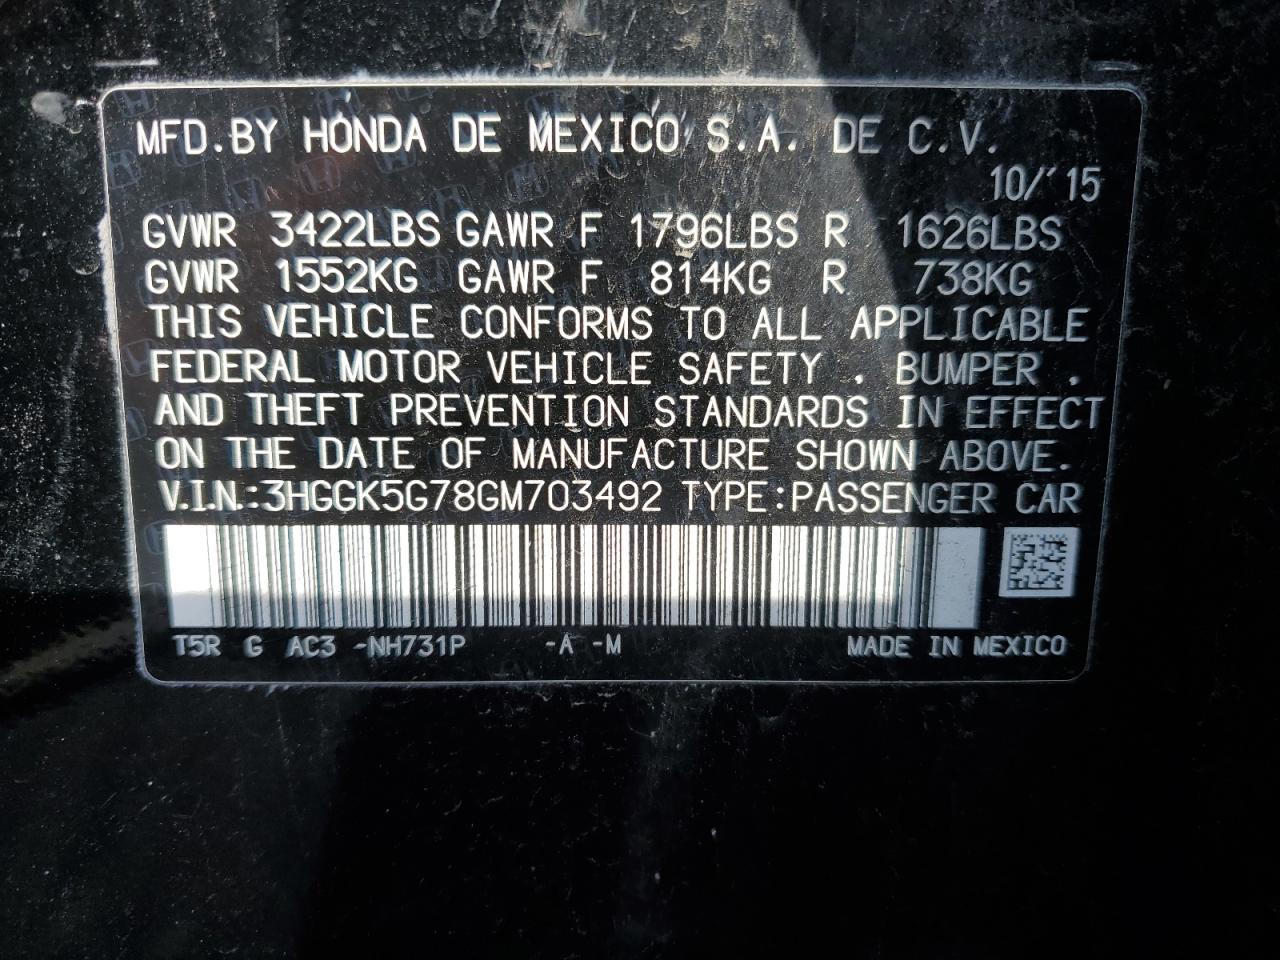 MFD.BY HONDA DE MEXICO S.A. DE C.V.
10/'15
GVWR 3422LBS GAWR F 1796LBS R 1626LBS
GVWR 1552KG GAWR F 814KG R 738KG
THIS VEHICLE CONFORMS TO ALL APPLICABLE
FEDERAL MOTOR VEHICLE SAFETY , BUMPER ,
AND THEFT PREVENTION STANDARDS IN EFFECT
ON THE DATE OF MANUFACTURE SHOWN ABOVE.
V.I.N.:3HGGK5G78GM703492 TYPE:PASSENGER CAR
T5R G AC3 -NH731P -A -M MADE IN MEXICO